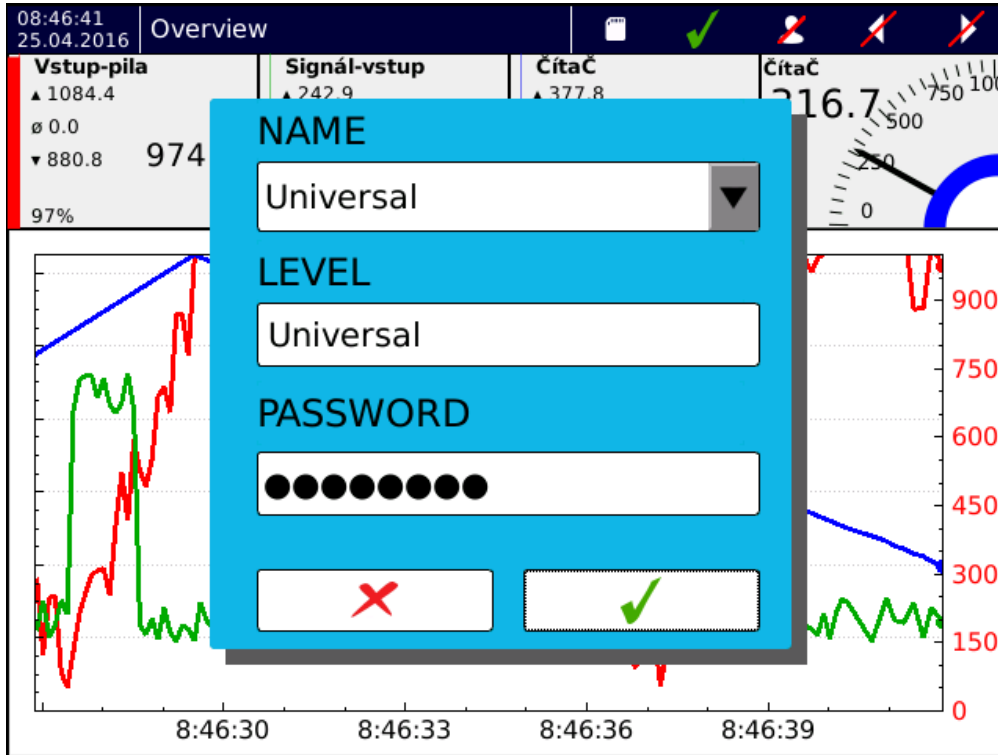 08:46:41
25.04.2016
Overview
Vstup-pila
▲ 1084.4
ø 0.0
▼ 880.8
974
97%
Signál-vstup
▲ 242.9
ČítaČ
▲ 377.8
ČítaČ
216.7
0
250
500
750
NAME
Universal
LEVEL
Universal
PASSWORD
●●●●●●●●
900
750
600
450
300
150
0
8:46:30
8:46:33
8:46:36
8:46:39